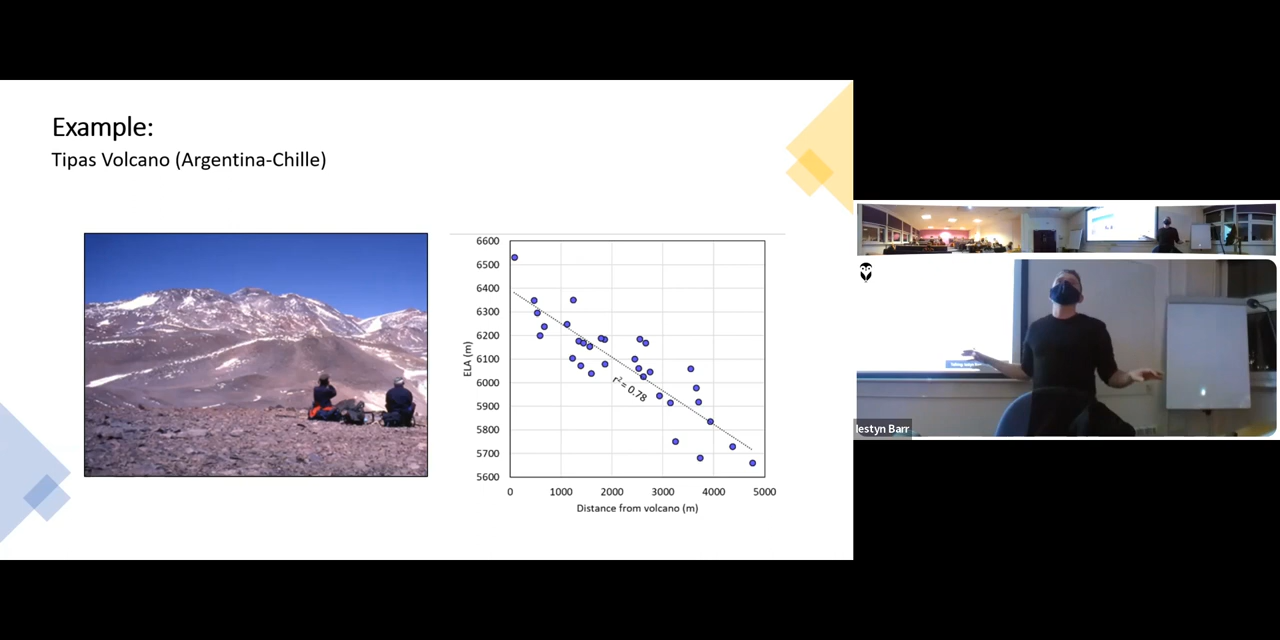 Example:
Tipas Volcano (Argentina-Chille)
6600
6500
6400
6300
6200
6100
6000
5900
5800
5700
5600
ELA (m)
r² = 0.78
0 1000 2000 3000 4000 5000
Distance from volcano (m)
lestyn Barr